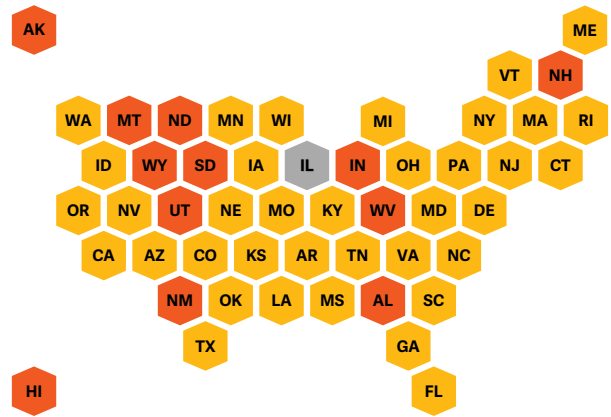 AK
ME
VT NH
WA MT ND MN WI MI NY MA RI
ID WY SD IA IL IN OH PA NJ CT
OR NV UT NE MO KY WV MD DE
CA AZ CO KS AR TN VA NC
NM OK LA MS AL SC
TX GA
HI FL